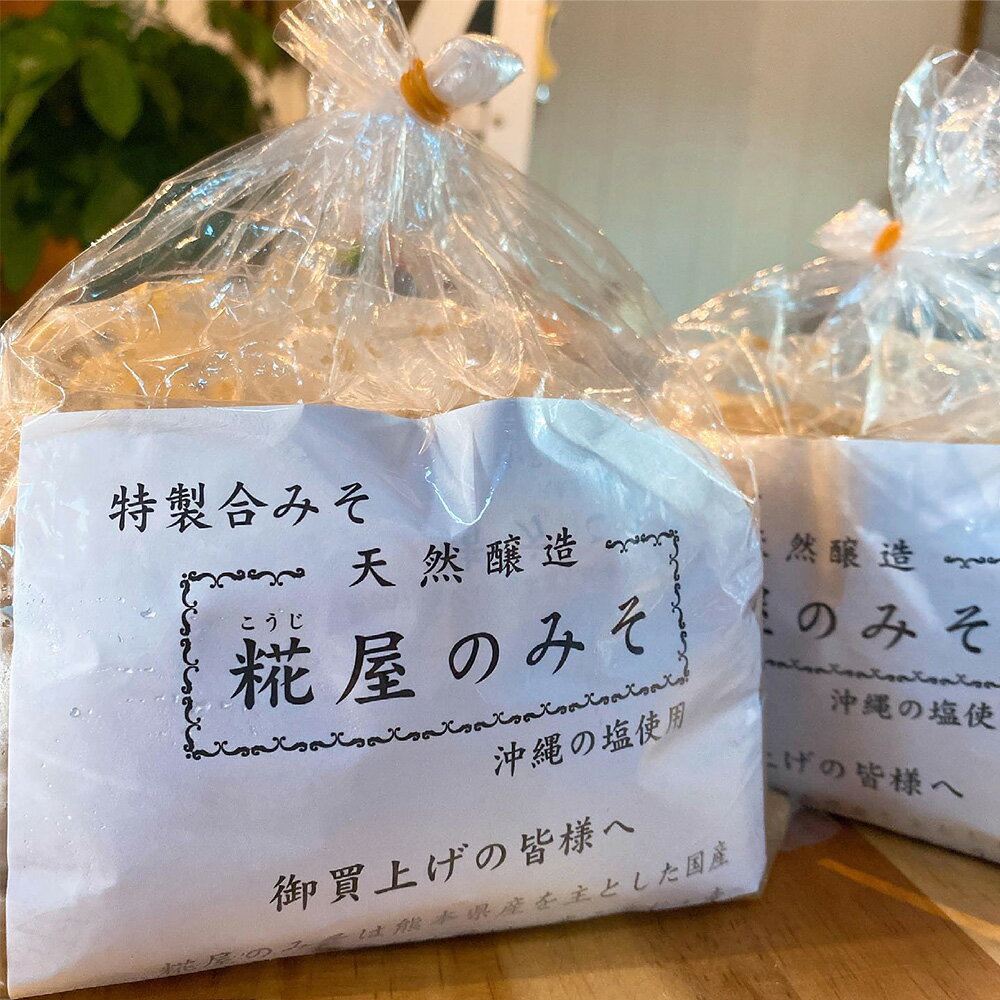 特製合みそ
天然醸造
こうじ
糀屋のみそ
沖縄の塩使用
御買上げの皆様へ
糀屋のみそは熊本県産を主とした国産
然醸造
のみそ
沖縄の塩使
上げの皆様へ